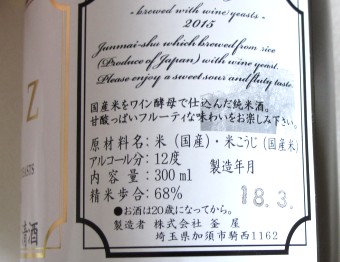 - brewed with wine yeasts -
2015
Junmai-shu which brewed from rice
(Produce of Japan) with wine yeast.
Please enjoy a sweet sour and fluty taste.
国産米をワイン酵母で仕込んだ純米酒。
甘酸っぱいフルーティな味わいをお楽しみ下さい。
原材料名：米（国産）・米こうじ（国産米）
アルコール分：12度
製造年月
内容量：300ml
18.3.
精米歩合：68%
●お酒は20歳になってから。
製造者 株式会社 釜屋
埼玉県加須市騎西1162
Z
清酒